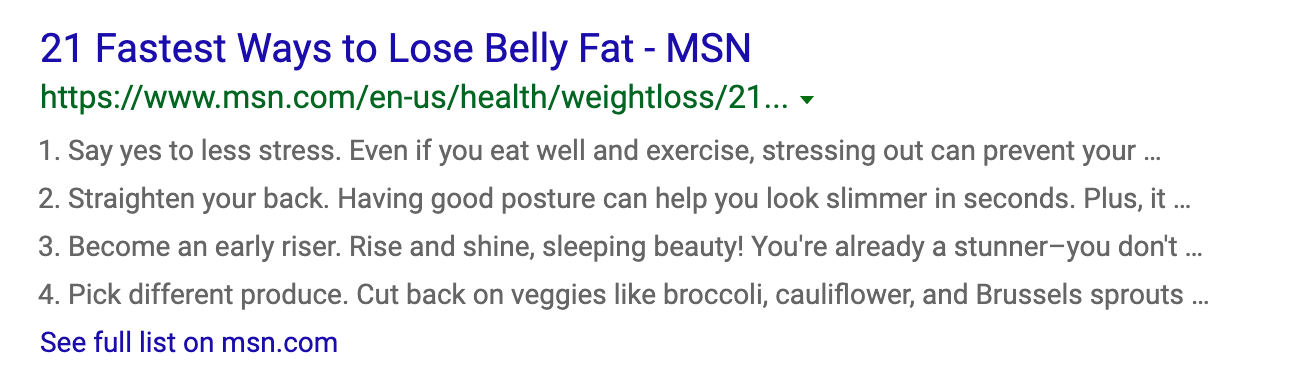 21 Fastest Ways to Lose Belly Fat - MSN
https://www.msn.com/en-us/health/weightloss/21...
1. Say yes to less stress. Even if you eat well and exercise, stressing out can prevent your ...
2. Straighten your back. Having good posture can help you look slimmer in seconds. Plus, it ...
3. Become an early riser. Rise and shine, sleeping beauty! You're already a stunner–you don't ...
4. Pick different produce. Cut back on veggies like broccoli, cauliflower, and Brussels sprouts ...
See full list on msn.com